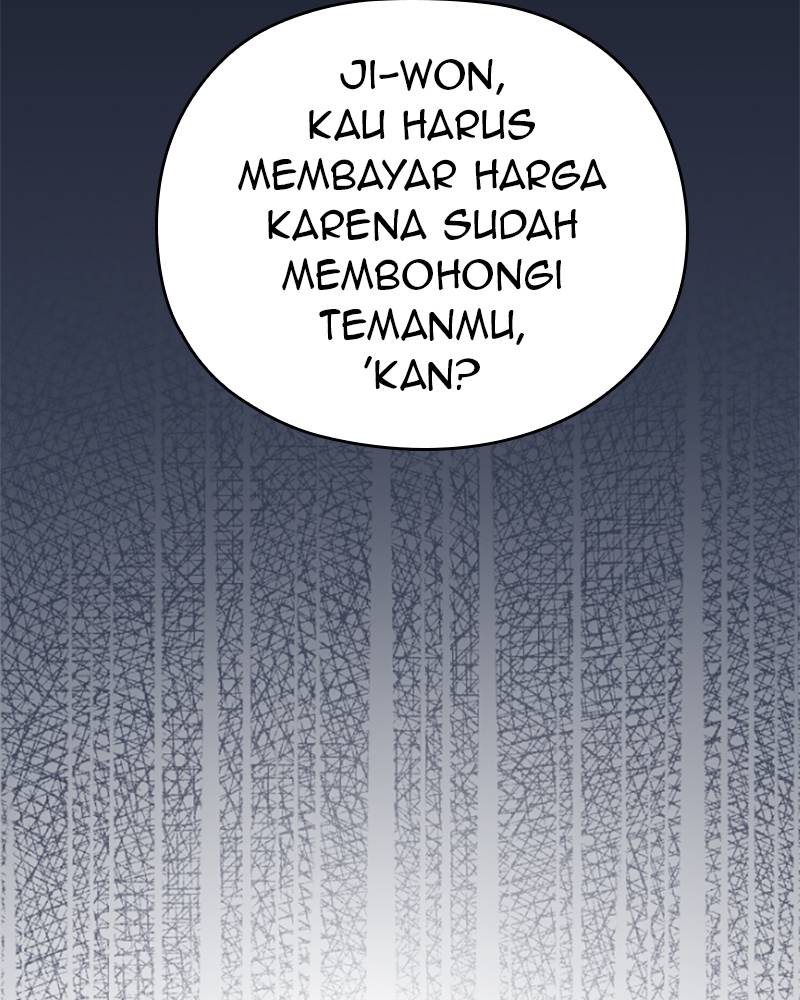 JI-WON,
KAU HARUS
MEMBAYAR HARGA
KARENA SUDAH
MEMBOHONGI
TEMANMU,
'KAN?